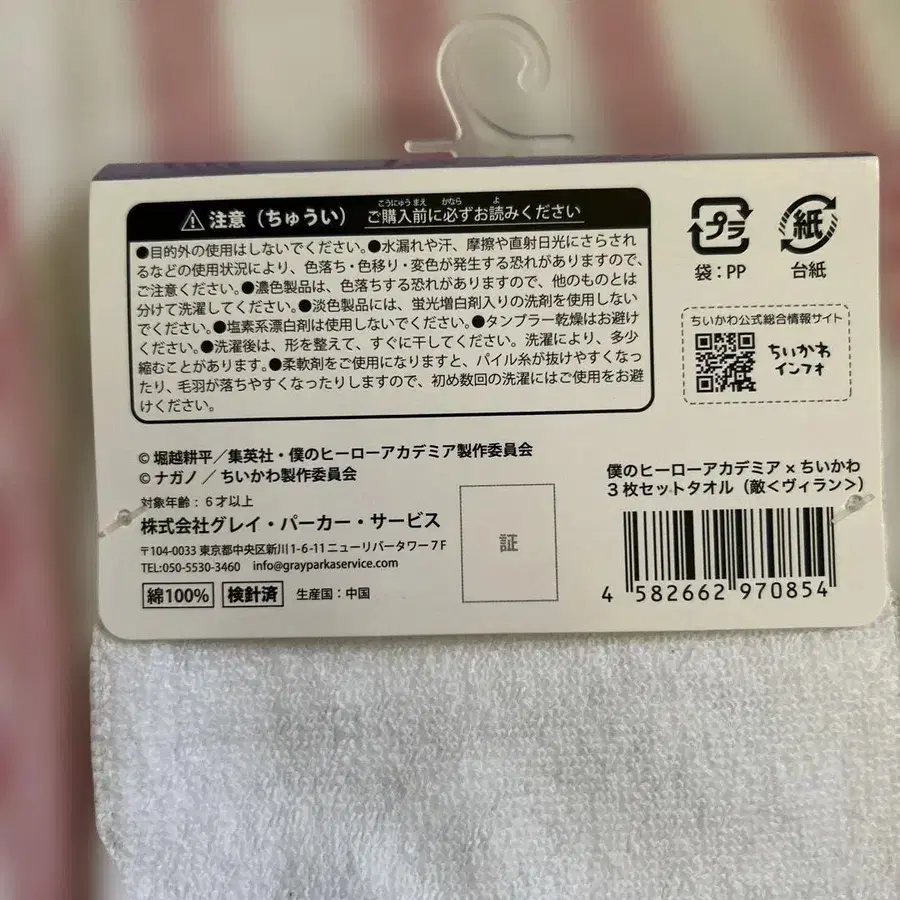 ⚠ 注意（ちゅうい） ご購入前に必ずお読みください
こうにゅう まえ かなら よ
●目的外の使用はしないでください。●水漏れや汗、摩擦や直射日光にさらされ
るなどの使用状況により、色落ち・色移り・変色が発生する恐れがありますので、
ご注意ください。●濃色製品は、色落ちする恐れがありますので、他のものとは
分けて洗濯してください。●淡色製品には、蛍光増白剤入りの洗剤を使用しない
でください。●塩素系漂白剤は使用しないでください。●タンブラー乾燥はお避け
ください。●洗濯後は、形を整えて、すぐに干してください。洗濯により、多少
縮むことがあります。●柔軟剤をご使用になりますと、パイル糸が抜けやすくなっ
たり、毛羽が落ちやすくなったりしますので、初め数回の洗濯にはご使用をお避
けください。
プラ
袋：PP
紙
台紙
ちいかわ公式総合情報サイト
ちいかわ
インフォ
© 堀越耕平／集英社・僕のヒーローアカデミア製作委員会
© ナガノ / ちいかわ製作委員会
対象年齢：６才以上
株式会社グレイ・パーカー・サービス
〒104-0033 東京都中央区新川1-6-11 ニューリバータワー７F
TEL:050-5530-3460 info@grayparkaservice.com
綿100% 検針済 生産国：中国
証
僕のヒーローアカデミア × ちいかわ
３枚セットタオル（敵＜ヴィラン＞）
4 582662 970854